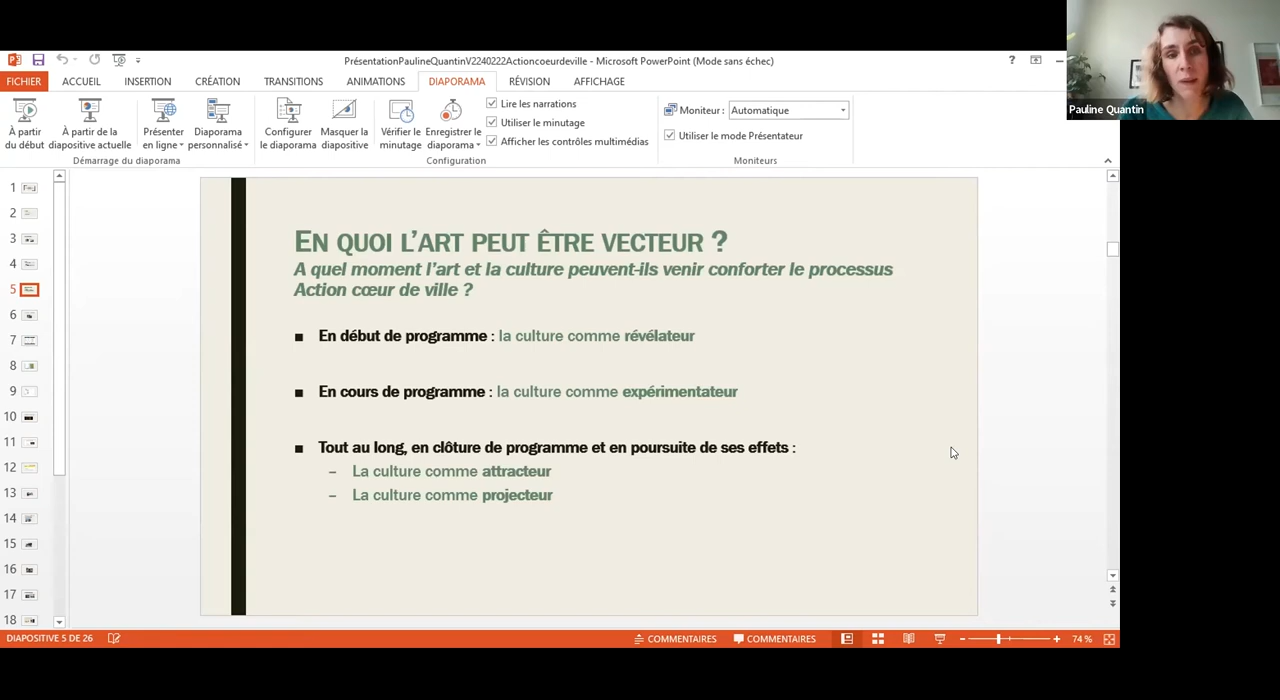 PrésentationPaulineQuantinV2240222Actioncoeurdeville - Microsoft PowerPoint (Mode sans échec)
?
Pauline Quantin
FICHIER ACCUEIL INSERTION CRÉATION TRANSITIONS ANIMATIONS DIAPORAMA RÉVISION AFFICHAGE
À partir du début
À partir de la diapositive actuelle
Présenter en ligne
Diaporama personnalisé
Démarrage du diaporama
Configurer le diaporama
Masquer la diapositive
Vérifier le minutage
Enregistrer le diaporama
Lire les narrations
Utiliser le minutage
Afficher les contrôles multimédias
Configuration
Moniteur : Automatique
Utiliser le mode Présentateur
Moniteurs
1
2
3
4
5
6
7
8
9
10
11
12
13
14
15
16
17
18
EN QUOI L'ART PEUT ÊTRE VECTEUR ?
A quel moment l'art et la culture peuvent-ils venir conforter le processus
Action cœur de ville ?
■ En début de programme : la culture comme révélateur
■ En cours de programme : la culture comme expérimentateur
■ Tout au long, en clôture de programme et en poursuite de ses effets :
– La culture comme attracteur
– La culture comme projecteur
DIAPOSITIVE 5 DE 26
COMMENTAIRES COMMENTAIRES 74 %